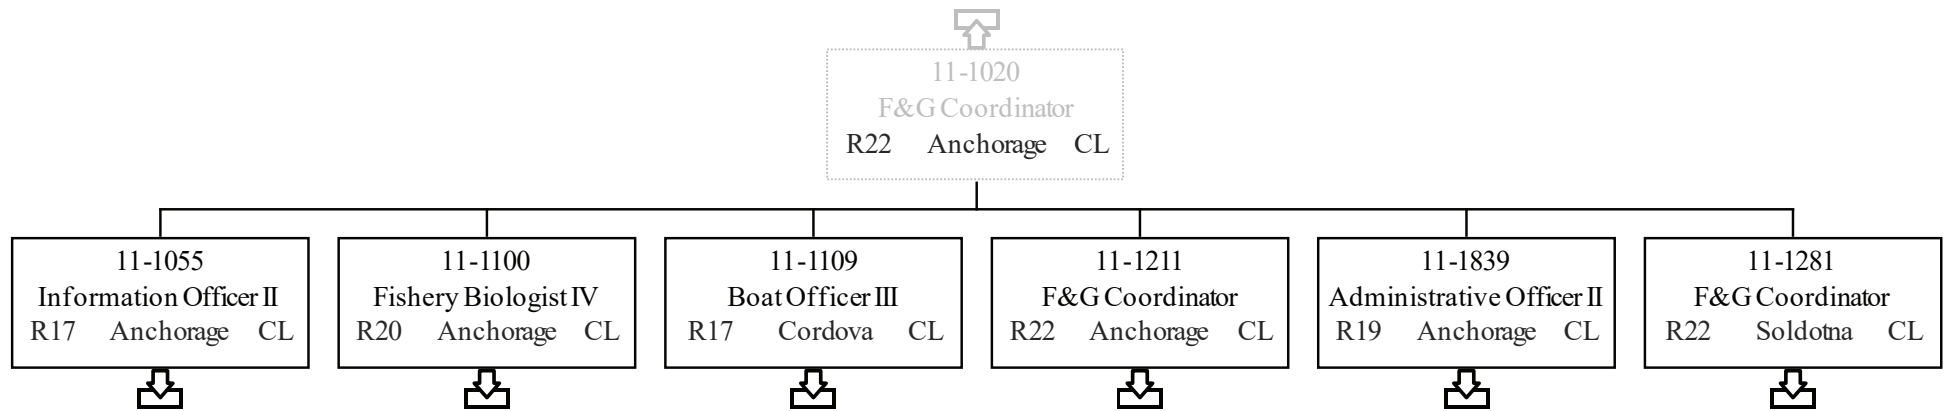 11-1020
F&G Coordinator
R22 Anchorage CL
11-1055
Information Officer II
R17 Anchorage CL
11-1100
Fishery Biologist IV
R20 Anchorage CL
11-1109
Boat Officer III
R17 Cordova CL
11-1211
F&G Coordinator
R22 Anchorage CL
11-1839
Administrative Officer II
R19 Anchorage CL
11-1281
F&G Coordinator
R22 Soldotna CL